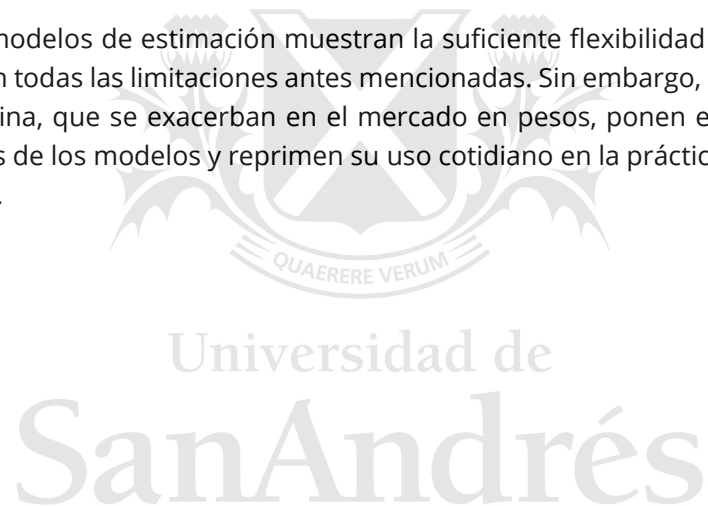 modelos de estimación muestran la suficiente flexibilidad
n todas las limitaciones antes mencionadas. Sin embargo,
ina, que se exacerban en el mercado en pesos, ponen e
s de los modelos y reprimen su uso cotidiano en la práctic
.
QUAERERE VERUM
Universidad de
SanAndrés